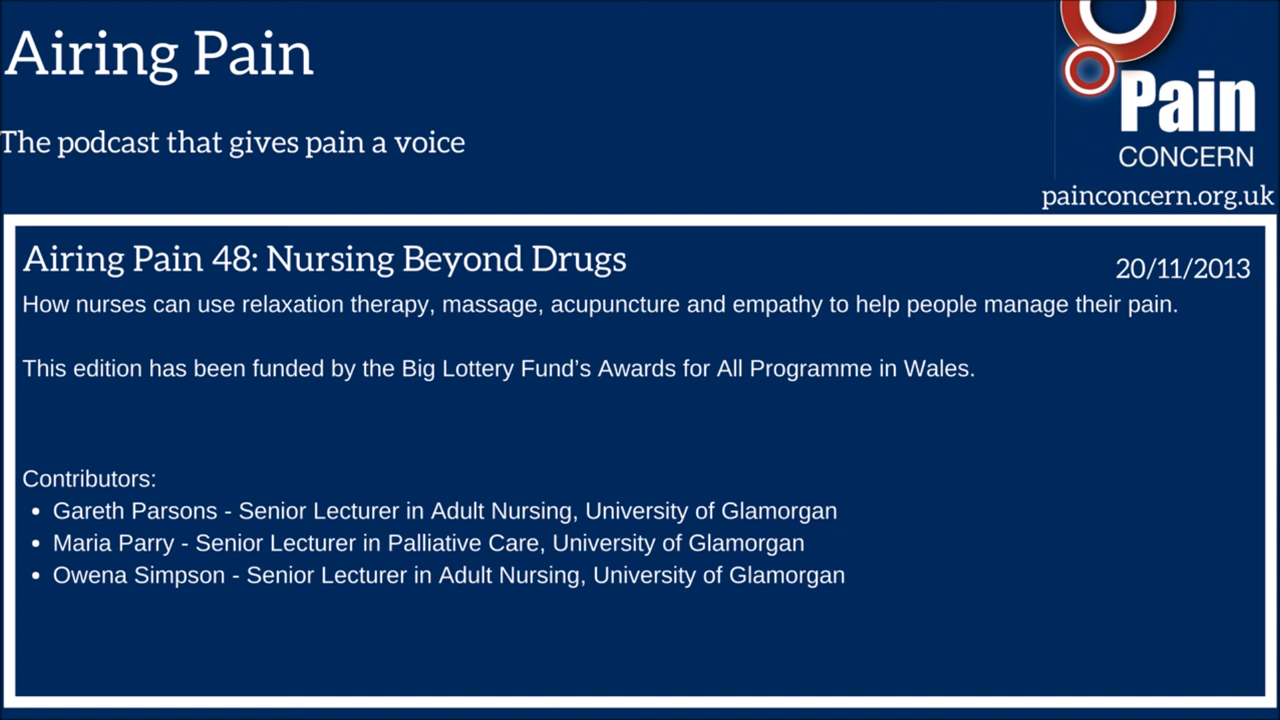 Airing Pain
The podcast that gives pain a voice
Pain
CONCERN
painconcern.org.uk
Airing Pain 48: Nursing Beyond Drugs
20/11/2013
How nurses can use relaxation therapy, massage, acupuncture and empathy to help people manage their pain.
This edition has been funded by the Big Lottery Fund’s Awards for All Programme in Wales.
Contributors:
• Gareth Parsons - Senior Lecturer in Adult Nursing, University of Glamorgan
• Maria Parry - Senior Lecturer in Palliative Care, University of Glamorgan
• Owena Simpson - Senior Lecturer in Adult Nursing, University of Glamorgan